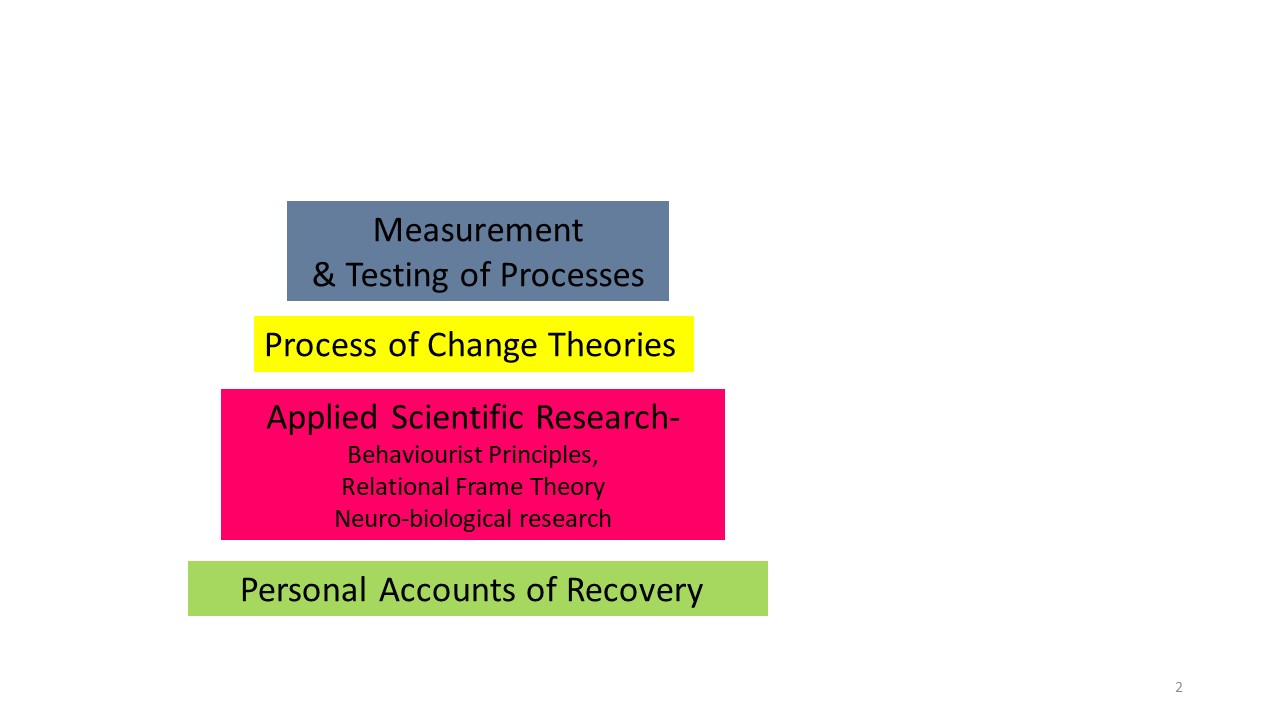 Measurement
& Testing of Processes
Process of Change Theories
Applied Scientific Research-
Behaviourist Principles,
Relational Frame Theory
Neuro-biological research
Personal Accounts of Recovery
2